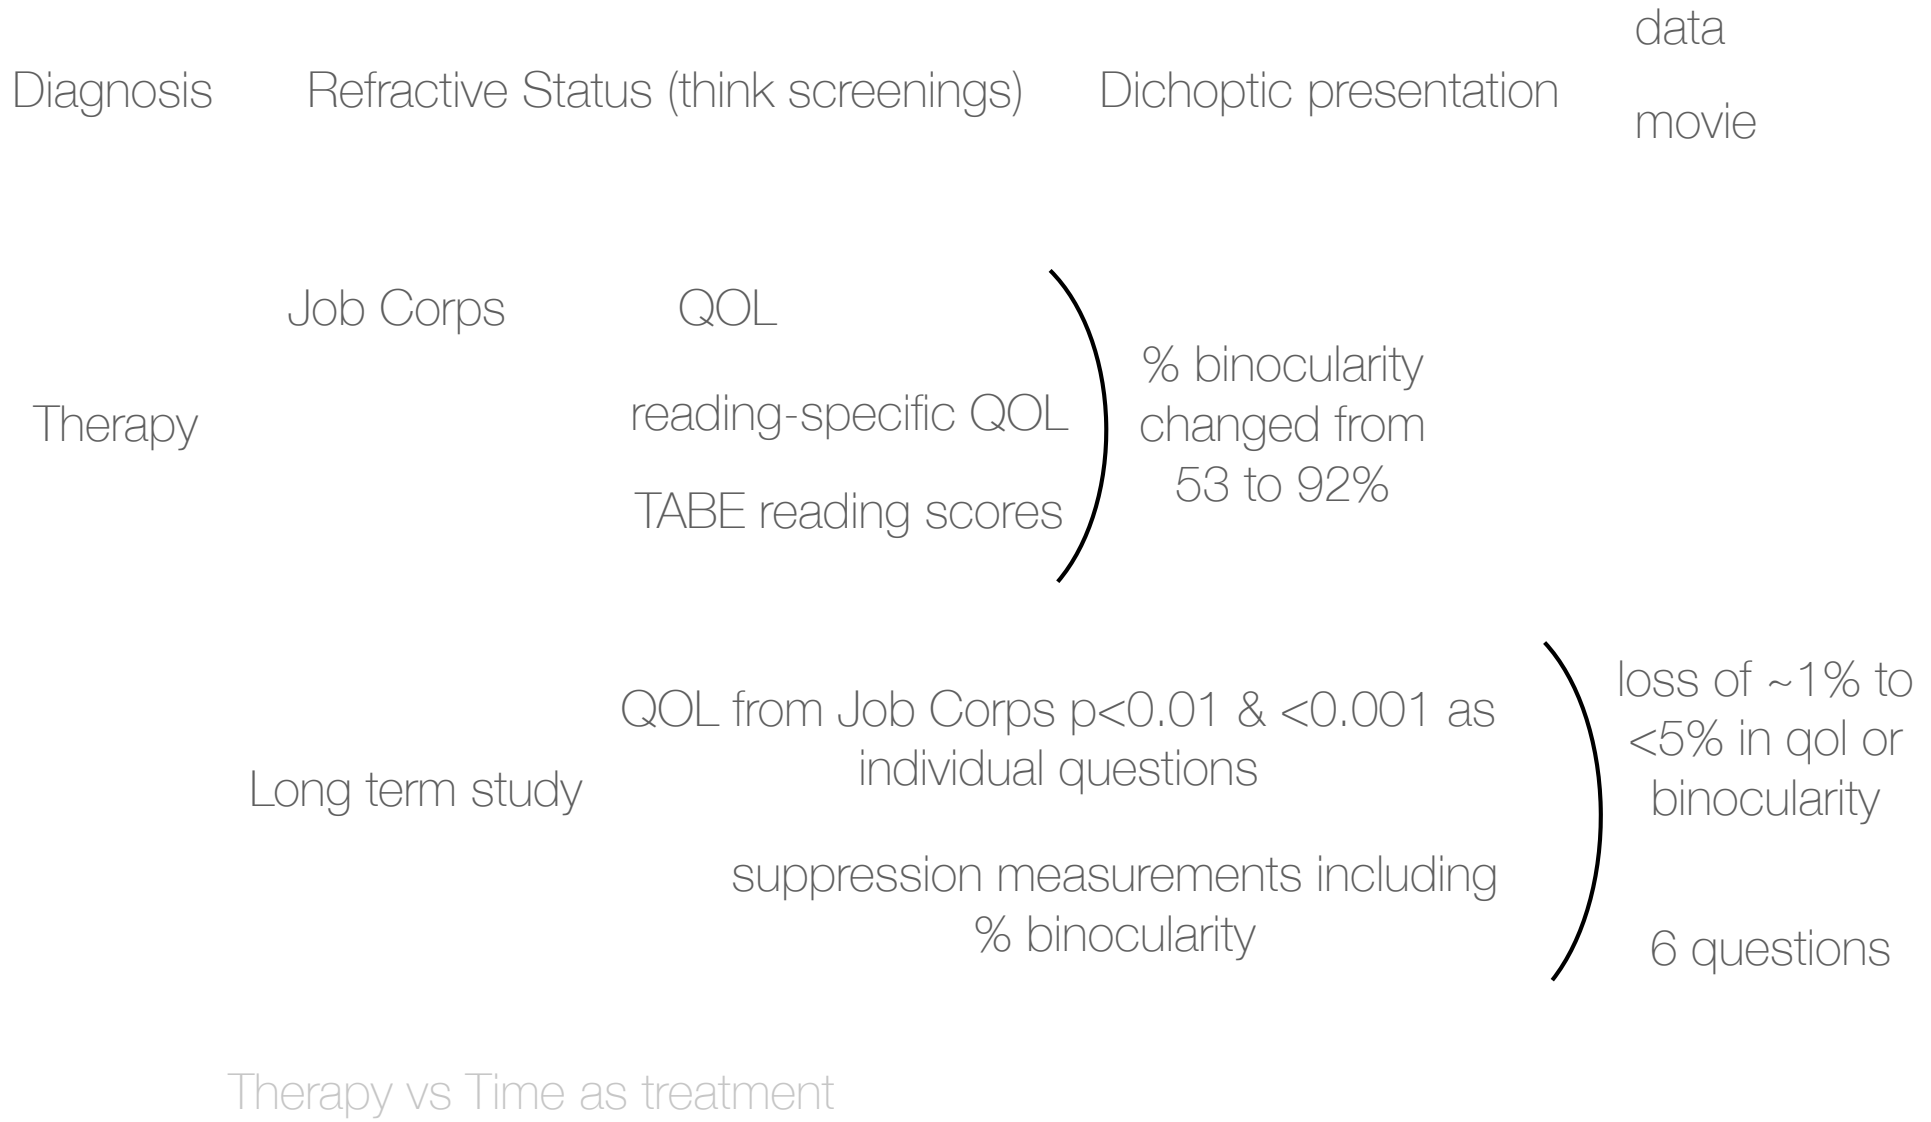 Diagnosis
Refractive Status (think screenings)
Dichoptic presentation
data
movie
Therapy
Job Corps
QOL
reading-specific QOL
TABE reading scores
% binocularity
changed from
53 to 92%
Long term study
QOL from Job Corps p<0.01 & <0.001 as
individual questions
suppression measurements including
% binocularity
loss of ~1% to
<5% in qol or
binocularity
6 questions
Therapy vs Time as treatment